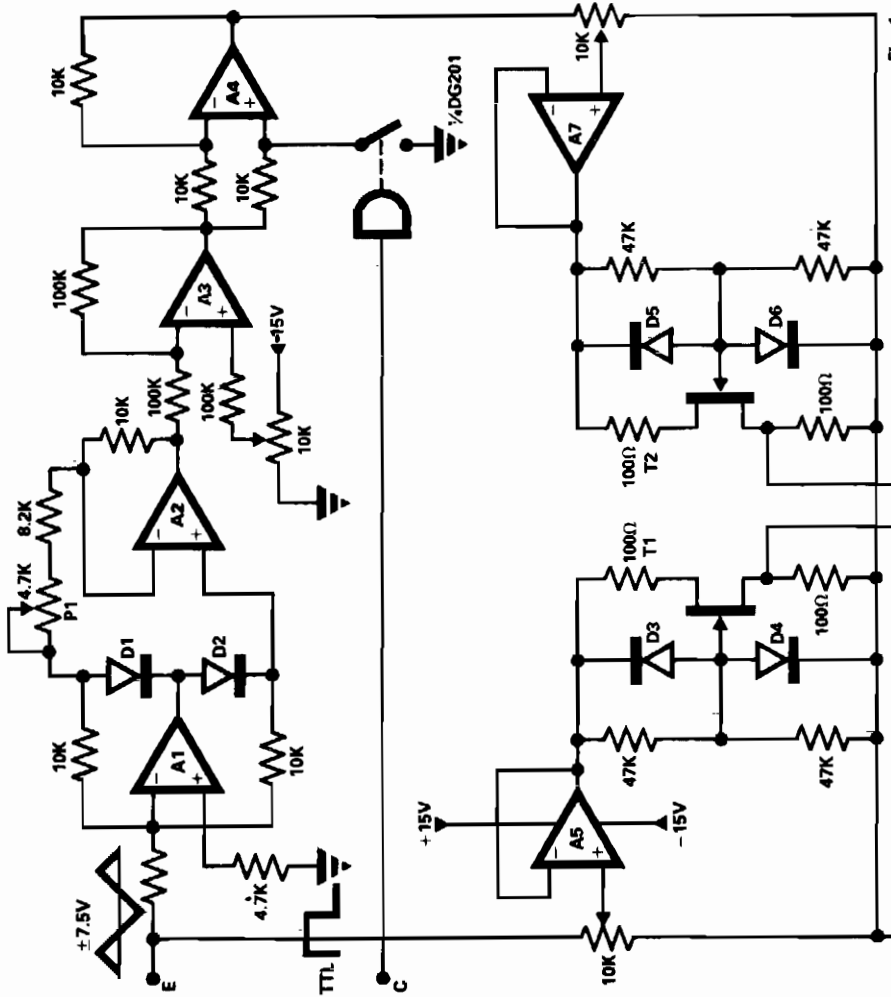 10K
A4
10K
¼DG201
10K
10K
100K
A3
100K
100K
-15V
10K
10K
A2
8.2K
4.7K
P1
D1
D2
10K
A1
10K
4.7K
±7.5V
E
TTL
C
10K
A7
47K
47K
D5
D6
100Ω
T2
100Ω
100Ω
T1
100Ω
D3
D4
47K
47K
+15V
A5
-15V
10K